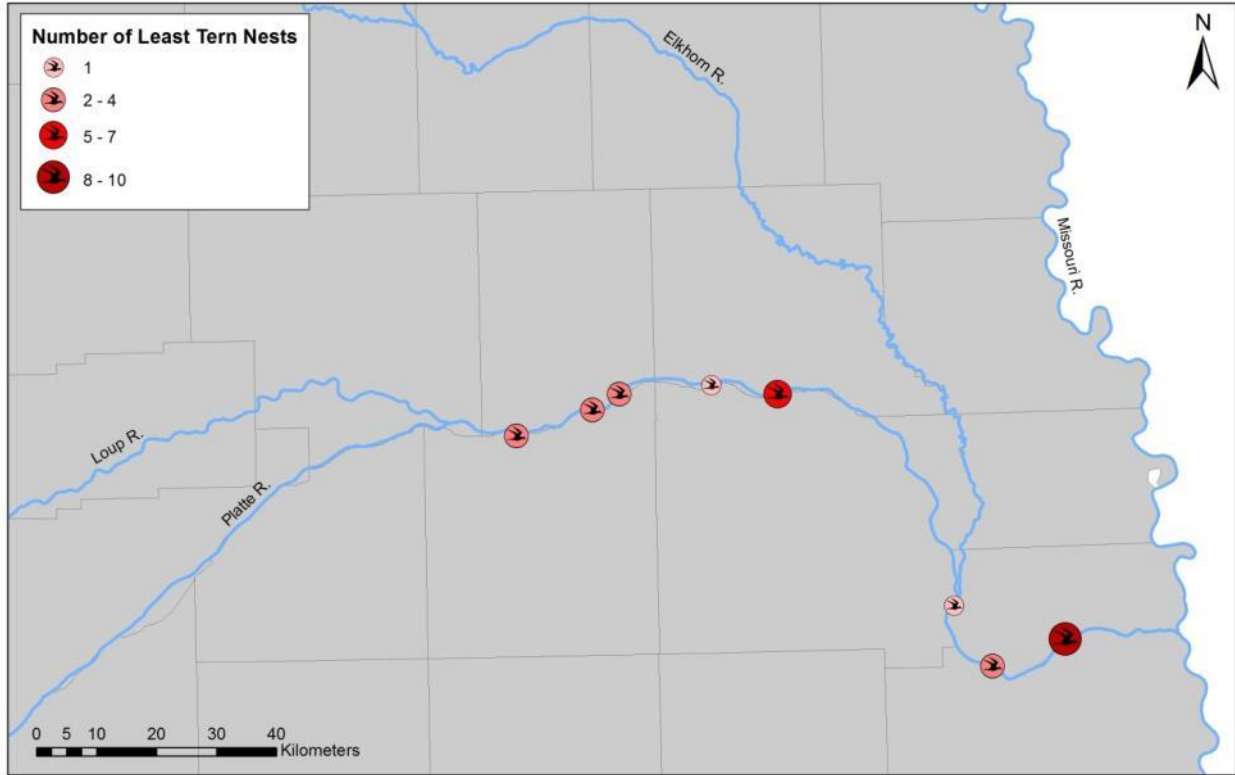 Number of Least Tern Nests
1
2 - 4
5 - 7
8 - 10
N
Elkhorn R.
Missouri R.
Loup R.
Platte R.
0 5 10 20 30 40
Kilometers